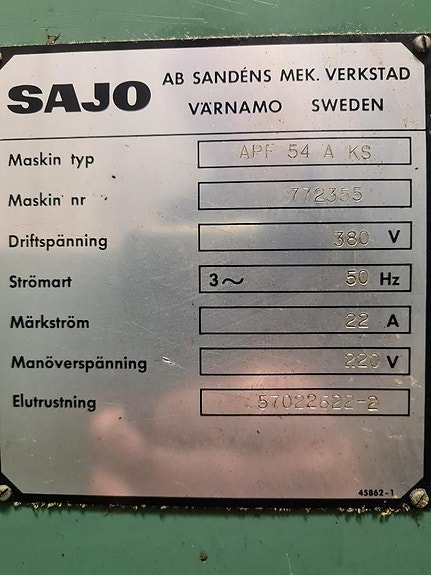 SAJO
AB SANDÉNS MEK. VERKSTAD
VÄRNAMO SWEDEN
Maskin typ APF 54 A KS
Maskin nr 772355
Driftspänning 380 V
Strömart 3~ 50 Hz
Märkström 22 A
Manöverspänning 220 V
Elutrustning 57022622-2
45862-1